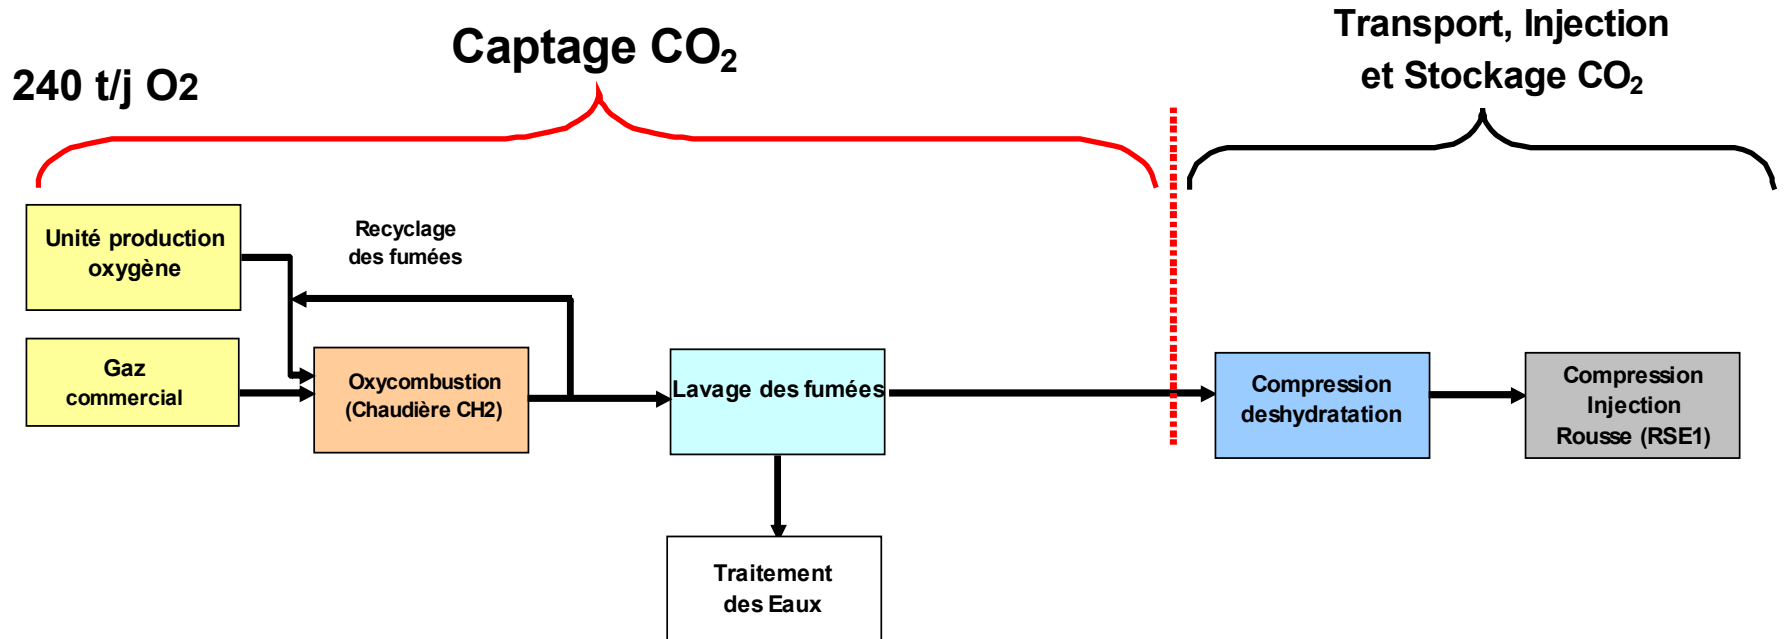 Captage CO₂
Transport, Injection
et Stockage CO₂
240 t/j O2
Unité production
oxygène
Recyclage
des fumées
Gaz
commercial
Oxycombustion
(Chaudière CH2)
Lavage des fumées
Compression
deshydratation
Compression
Injection
Rousse (RSE1)
Traitement
des Eaux